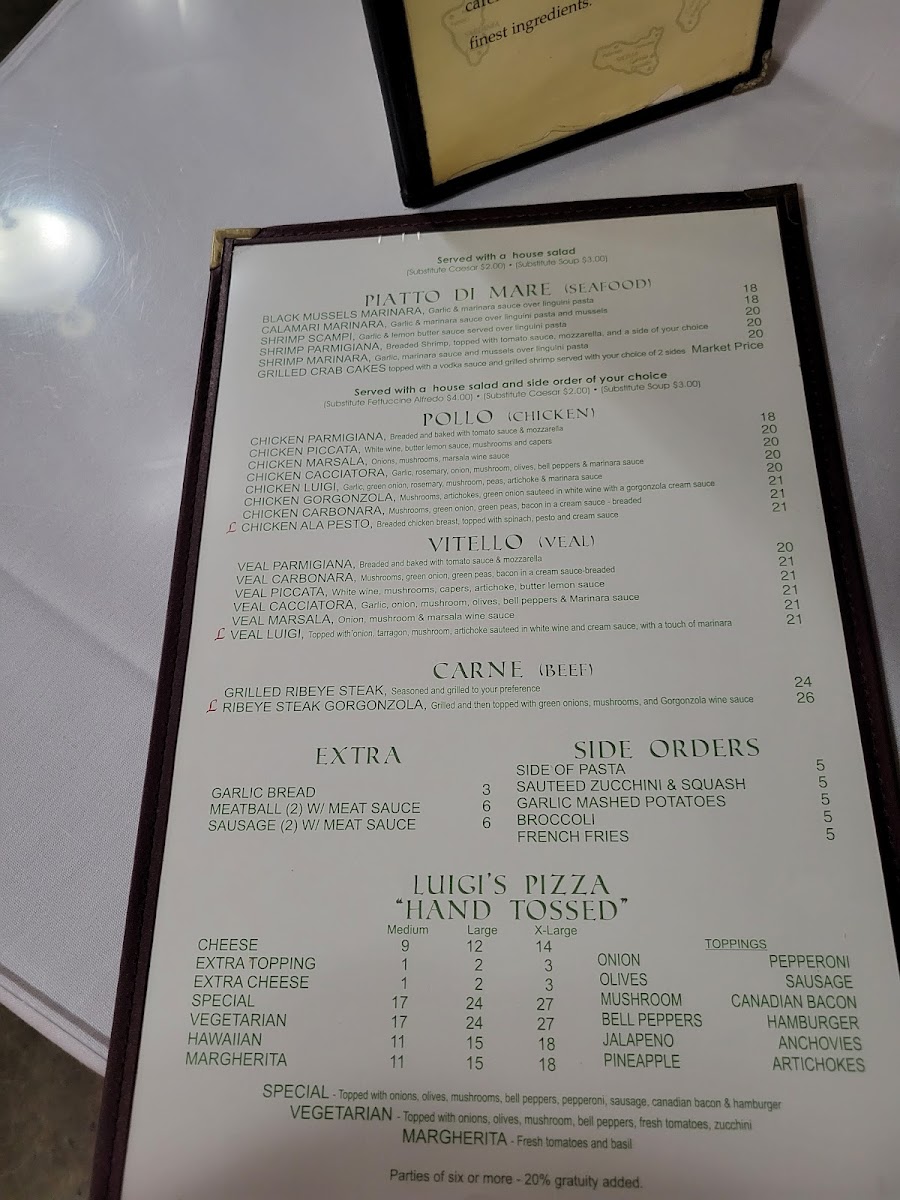 finest ingredients.
Served with a house salad
(Substitute Caesar $2.00) • (Substitute Soup $3.00)
PIATTO DI MARE (SEAFOOD)
BLACK MUSSELS MARINARA, Garlic & marinara sauce over linguini pasta 18
CALAMARI MARINARA, Garlic & marinara sauce over linguini pasta and mussels 18
SHRIMP SCAMPI, Garlic & lemon butter sauce served over linguini pasta 20
SHRIMP PARMIGIANA, Breaded Shrimp, topped with tomato sauce, mozzarella, and a side of your choice 20
SHRIMP MARINARA, Garlic, marinara sauce and mussels over linguini pasta 20
GRILLED CRAB CAKES topped with a vodka sauce and grilled shrimp served with your choice of 2 sides Market Price
Served with a house salad and side order of your choice
(Substitute Fettuccine Alfredo $4.00) • (Substitute Caesar $2.00) • (Substitute Soup $3.00)
POLLO (CHICKEN)
CHICKEN PARMIGIANA, Breaded and baked with tomato sauce & mozzarella 18
CHICKEN PICCATA, White wine, butter lemon sauce, mushrooms and capers 20
CHICKEN MARSALA, Onions, mushrooms, marsala wine sauce 20
CHICKEN CACCIATORA, Garlic, rosemary, onion, mushroom, olives, bell peppers & marinara sauce 20
CHICKEN LUIGI, Garlic, green onion, rosemary, mushroom, peas, artichoke & marinara sauce 20
CHICKEN GORGONZOLA, Mushrooms, artichokes, green onion sauteed in white wine with a gorgonzola cream sauce 21
CHICKEN CARBONARA, Mushrooms, green onion, green peas, bacon in a cream sauce - breaded 21
L CHICKEN ALA PESTO, Breaded chicken breast, topped with spinach, pesto and cream sauce 21
VITELLO (VEAL)
VEAL PARMIGIANA, Breaded and baked with tomato sauce & mozzarella 20
VEAL CARBONARA, Mushrooms, green onion, green peas, bacon in a cream sauce-breaded 21
VEAL PICCATA, White wine, mushrooms, capers, artichoke, butter lemon sauce 21
VEAL CACCIATORA, Garlic, onion, mushroom, olives, bell peppers & Marinara sauce 21
VEAL MARSALA, Onion, mushroom & marsala wine sauce 21
L VEAL LUIGI, Topped with onion, tarragon, mushroom, artichoke sauteed in white wine and cream sauce, with a touch of marinara 21
CARNE (BEEF)
GRILLED RIBEYE STEAK, Seasoned and grilled to your preference 24
L RIBEYE STEAK GORGONZOLA, Grilled and then topped with green onions, mushrooms, and Gorgonzola wine sauce 26
EXTRA
GARLIC BREAD 3
MEATBALL (2) W/ MEAT SAUCE 6
SAUSAGE (2) W/ MEAT SAUCE 6
SIDE ORDERS
SIDE OF PASTA 5
SAUTEED ZUCCHINI & SQUASH 5
GARLIC MASHED POTATOES 5
BROCCOLI 5
FRENCH FRIES 5
LUIGI'S PIZZA
"HAND TOSSED"
Medium Large X-Large
CHEESE 9 12 14
EXTRA TOPPING 1 2 3
EXTRA CHEESE 1 2 3
SPECIAL 17 24 27
VEGETARIAN 17 24 27
HAWAIIAN 11 15 18
MARGHERITA 11 15 18
TOPPINGS
ONION PEPPERONI
OLIVES SAUSAGE
MUSHROOM CANADIAN BACON
BELL PEPPERS HAMBURGER
JALAPENO ANCHOVIES
PINEAPPLE ARTICHOKES
SPECIAL - Topped with onions, olives, mushrooms, bell peppers, pepperoni, sausage, canadian bacon & hamburger
VEGETARIAN - Topped with onions, olives, mushroom, bell peppers, fresh tomatoes, zucchini
MARGHERITA - Fresh tomatoes and basil
Parties of six or more - 20% gratuity added.